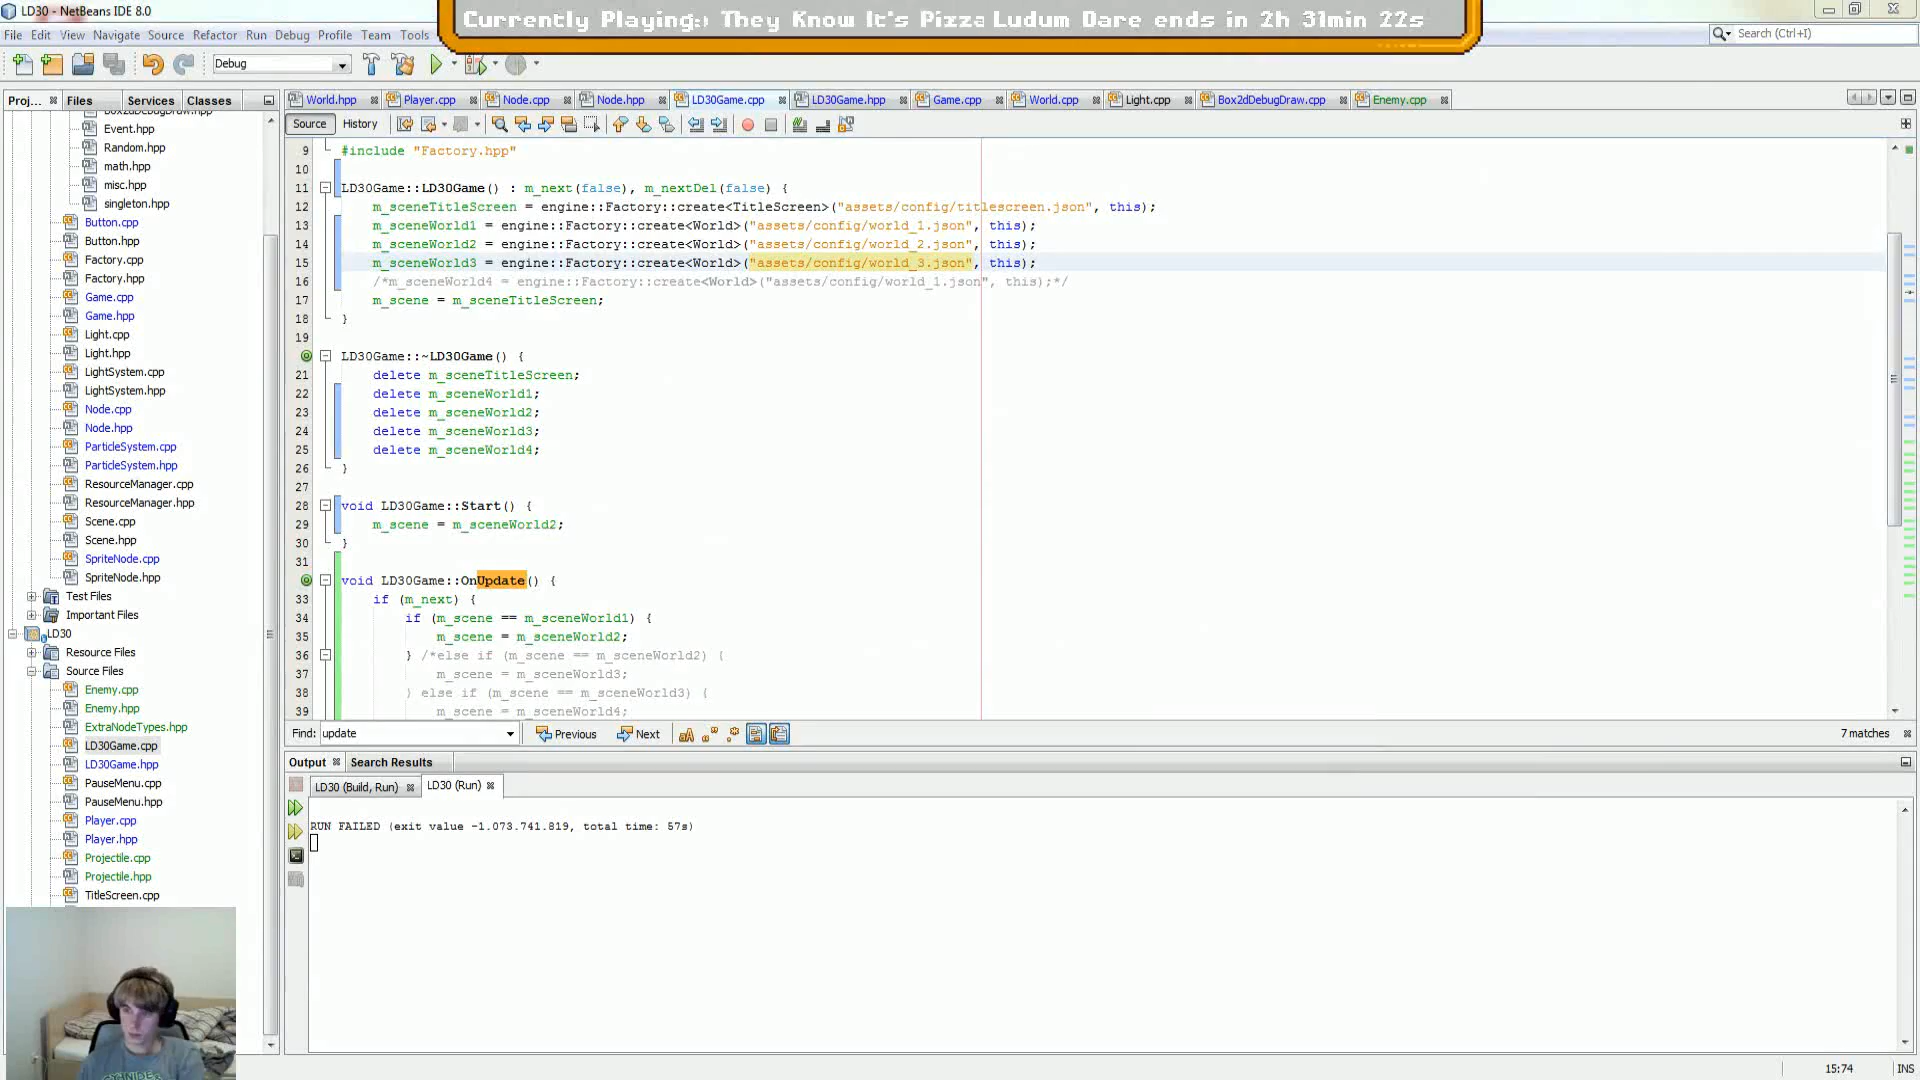 LD30 - NetBeans IDE 8.0
Currently Playing: They Know It's Pizza Ludum Dare ends in 2h 31min 22s
File Edit View Navigate Source Refactor Run Debug Profile Team Tools
Search (Ctrl+I)
Debug
Proj... Files Services Classes
World.hpp Player.cpp Node.cpp Node.hpp LD30Game.cpp LD30Game.hpp Game.cpp World.cpp Light.cpp Box2dDebugDraw.cpp Enemy.cpp
Source History
Box2dDebugDraw.hpp
Event.hpp
Random.hpp
math.hpp
misc.hpp
singleton.hpp
Button.cpp
Button.hpp
Factory.cpp
Factory.hpp
Game.cpp
Game.hpp
Light.cpp
Light.hpp
LightSystem.cpp
LightSystem.hpp
Node.cpp
Node.hpp
ParticleSystem.cpp
ParticleSystem.hpp
ResourceManager.cpp
ResourceManager.hpp
Scene.cpp
Scene.hpp
SpriteNode.cpp
SpriteNode.hpp
Test Files
Important Files
LD30
Resource Files
Source Files
Enemy.cpp
Enemy.hpp
ExtraNodeTypes.hpp
LD30Game.cpp
LD30Game.hpp
PauseMenu.cpp
PauseMenu.hpp
Player.cpp
Player.hpp
Projectile.cpp
Projectile.hpp
TitleScreen.cpp
9 #include "Factory.hpp"
10
11 LD30Game::LD30Game() : m_next(false), m_nextDel(false) {
12 m_sceneTitleScreen = engine::Factory::create<TitleScreen>("assets/config/titlescreen.json", this);
13 m_sceneWorld1 = engine::Factory::create<World>("assets/config/world_1.json", this);
14 m_sceneWorld2 = engine::Factory::create<World>("assets/config/world_2.json", this);
15 m_sceneWorld3 = engine::Factory::create<World>("assets/config/world_3.json", this);
16 /*m_sceneWorld4 = engine::Factory::create<World>("assets/config/world_1.json", this);*/
17 m_scene = m_sceneTitleScreen;
18 }
19
LD30Game::~LD30Game() {
21 delete m_sceneTitleScreen;
22 delete m_sceneWorld1;
23 delete m_sceneWorld2;
24 delete m_sceneWorld3;
25 delete m_sceneWorld4;
26 }
27
28 void LD30Game::Start() {
29 m_scene = m_sceneWorld2;
30 }
31
void LD30Game::OnUpdate() {
33 if (m_next) {
34 if (m_scene == m_sceneWorld1) {
35 m_scene = m_sceneWorld2;
36 } /*else if (m_scene == m_sceneWorld2) {
37 m_scene = m_sceneWorld3;
38 } else if (m_scene == m_sceneWorld3) {
39 m_scene = m_sceneWorld4;
Find: update Previous Next 7 matches
Output Search Results
LD30 (Build, Run) LD30 (Run)
RUN FAILED (exit value -1.073.741.819, total time: 57s)
15:74 INS